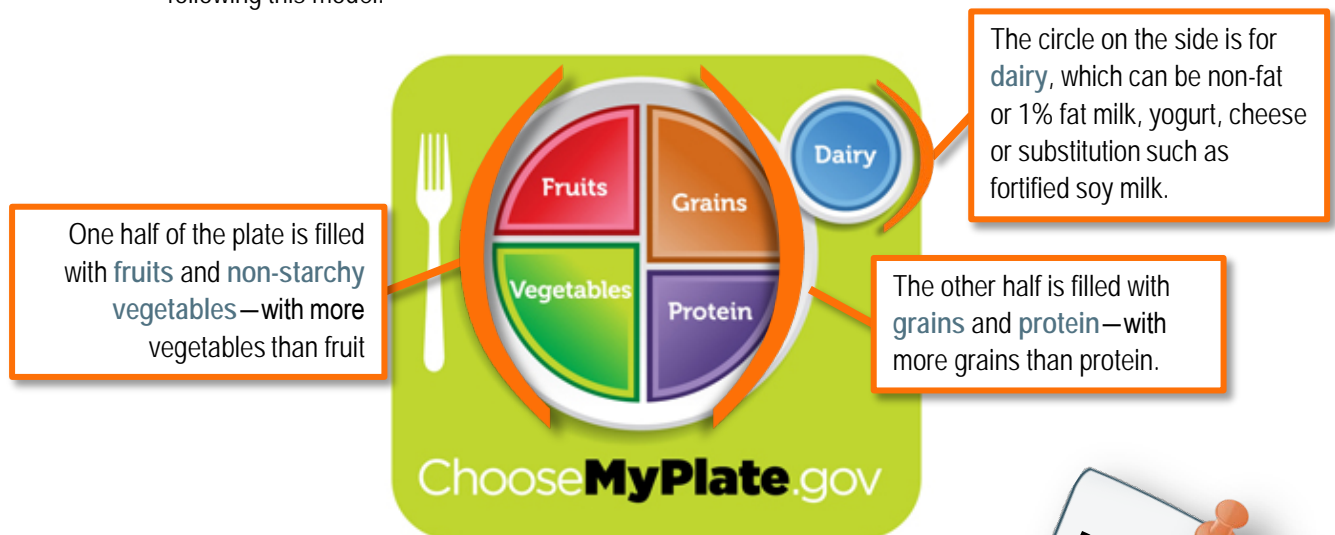 following this model.
The circle on the side is for
dairy, which can be non-fat
or 1% fat milk, yogurt, cheese
or substitution such as
fortified soy milk.
Dairy
Fruits
Grains
One half of the plate is filled
with fruits and non-starchy
vegetables—with more
vegetables than fruit
Vegetables
Protein
The other half is filled with
grains and protein—with
more grains than protein.
ChooseMyPlate.gov